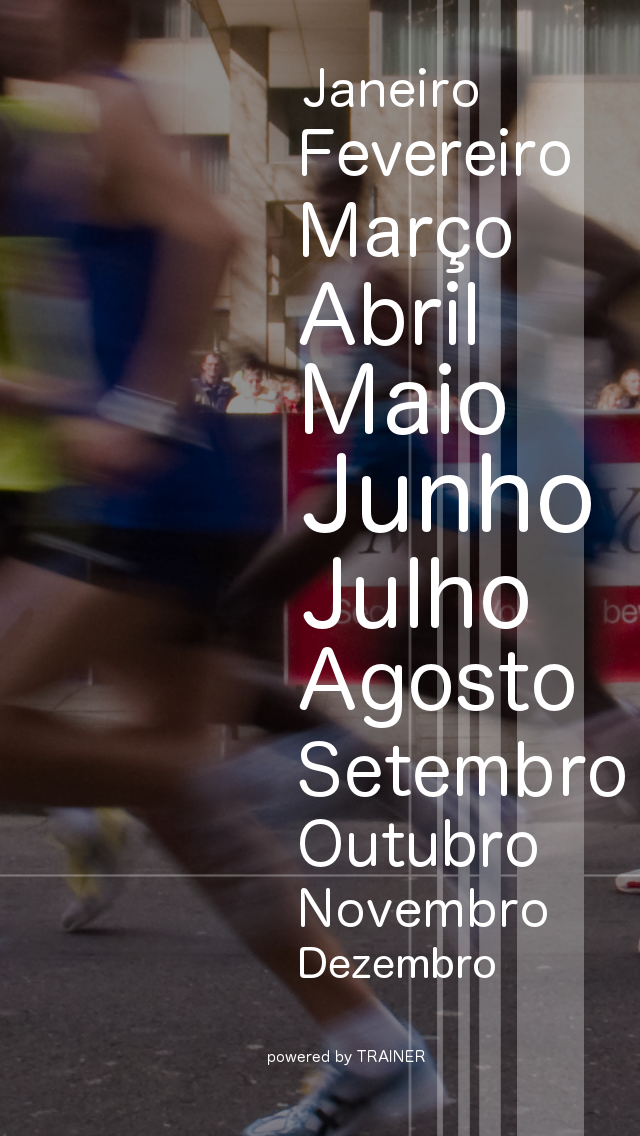 Janeiro
Fevereiro
Março
Abril
Maio
Junho
Julho
Agosto
Setembro
Outubro
Novembro
Dezembro
powered by TRAINER